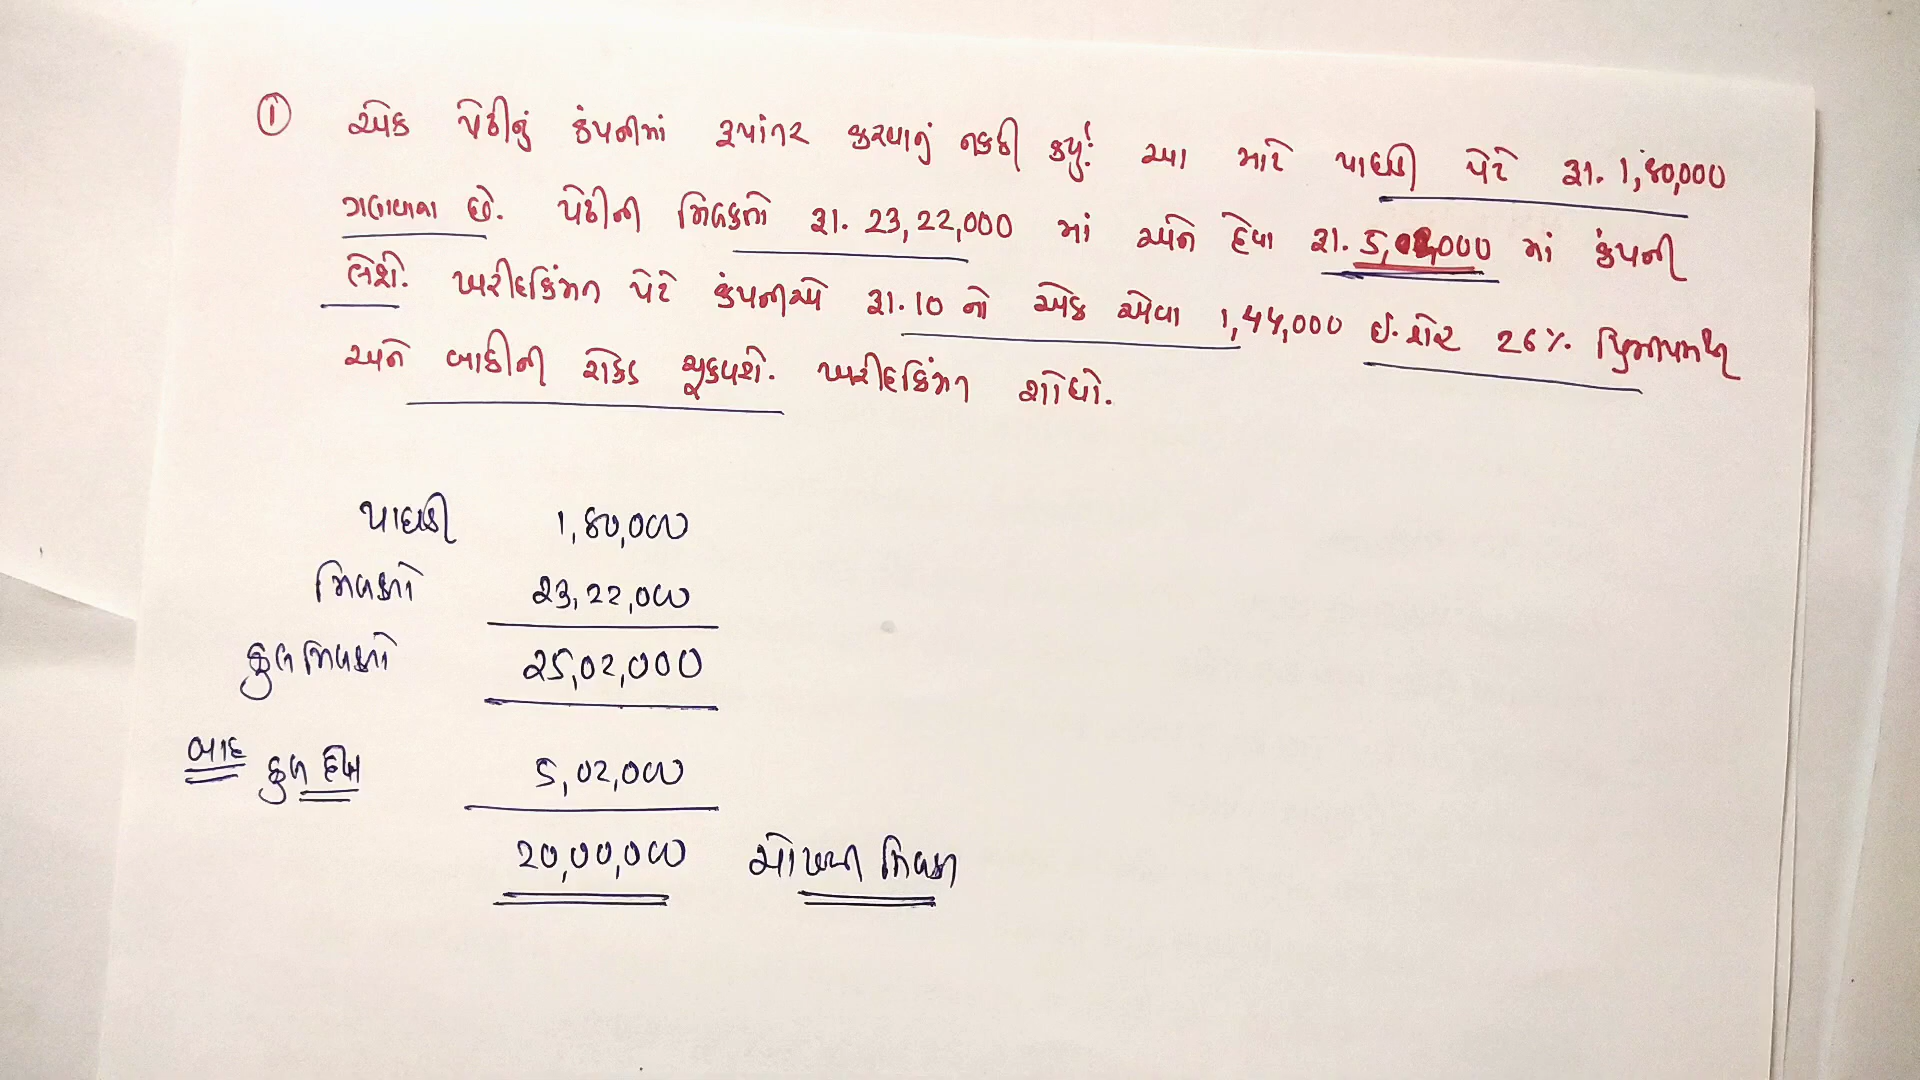 ① એક પેઢીનું કંપનીમાં રૂપાંતર કરવાનું નક્કી કર્યું. આ માટે પાઘડી પેટે રૂા. 1,80,000
ગણવાના છે. પેઢીની મિલકતો રૂા. 23,22,000 માં અને દેવા રૂા. 5,02,000 માં કંપની
લેશે. ખરીદકિંમત પેટે કંપનીએ રૂા. 10 નો એક એવા 1,44,000 ઈ. શેર 26% પ્રિમીયમથી
અને બાકીની રોકડ ચૂકવશે. ખરીદકિંમત શોધો.
પાઘડી 1,80,000
મિલકતો 23,22,000
કુલ મિલકતો 25,02,000
બાદ કુલ દેવા 5,02,000
20,00,000 ચોખ્ખી મિલકત